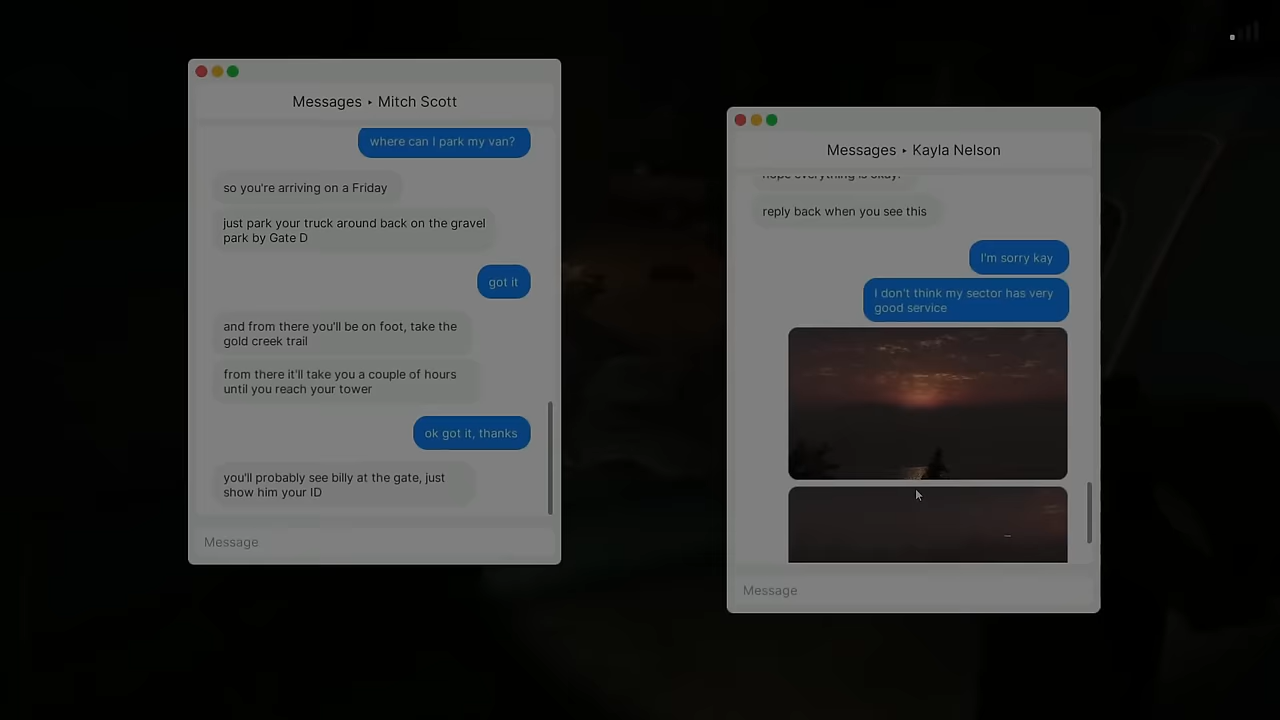 Messages ‣ Mitch Scott
where can I park my van?
so you're arriving on a Friday
just park your truck around back on the gravel
park by Gate D
got it
and from there you'll be on foot, take the
gold creek trail
from there it'll take you a couple of hours
until you reach your tower
ok got it, thanks
you'll probably see billy at the gate, just
show him your ID
Message
Messages ‣ Kayla Nelson
hope everything is okay!
reply back when you see this
I'm sorry kay
I don't think my sector has very
good service
Message